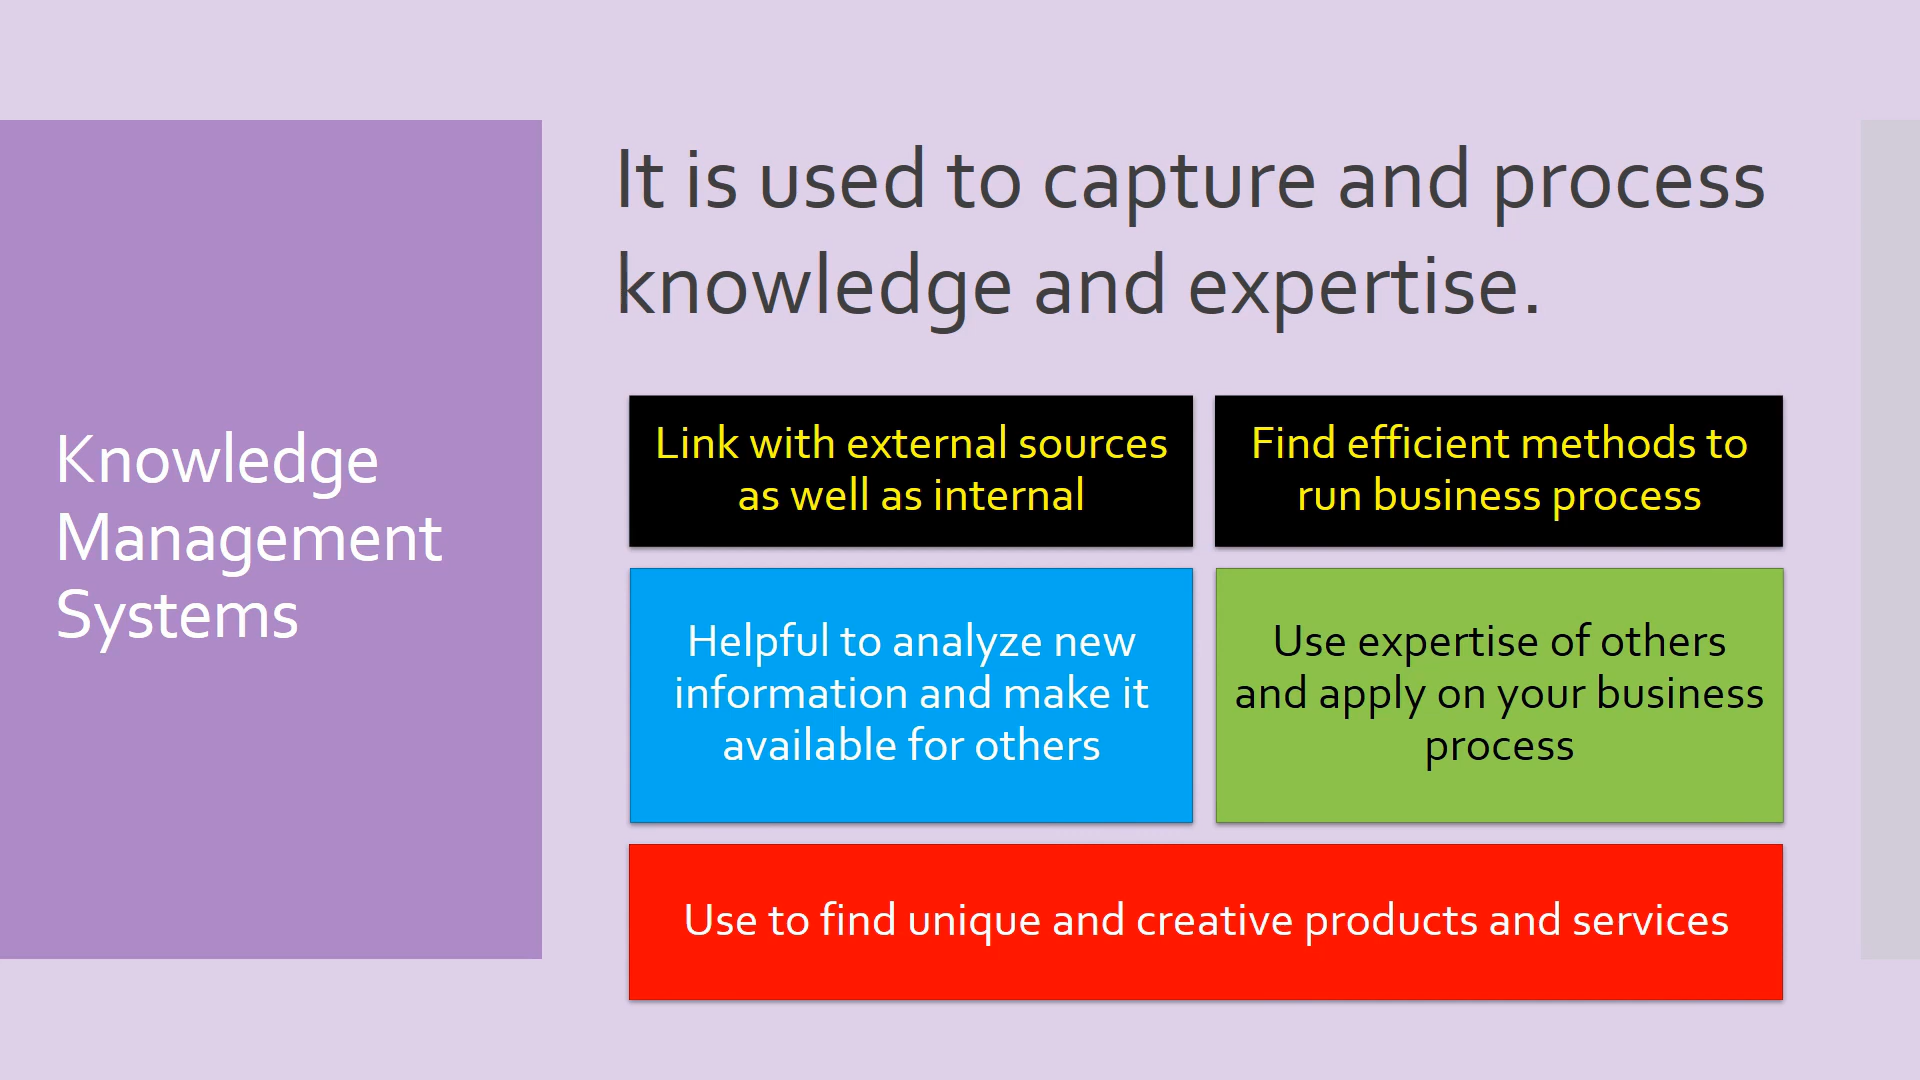 Knowledge
Management
Systems
It is used to capture and process
knowledge and expertise.
Link with external sources
as well as internal
Find efficient methods to
run business process
Helpful to analyze new
information and make it
available for others
Use expertise of others
and apply on your business
process
Use to find unique and creative products and services